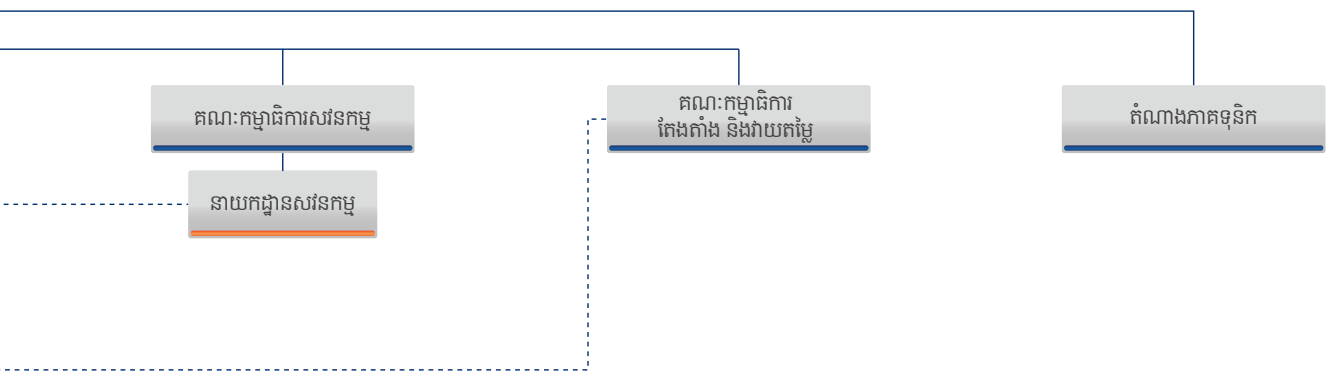 គណៈកម្មាធិការសវនកម្ម
គណៈកម្មាធិការ
តែងតាំង និងវាយតម្លៃ
តំណាងភាគទុនិក
នាយកដ្ឋានសវនកម្ម